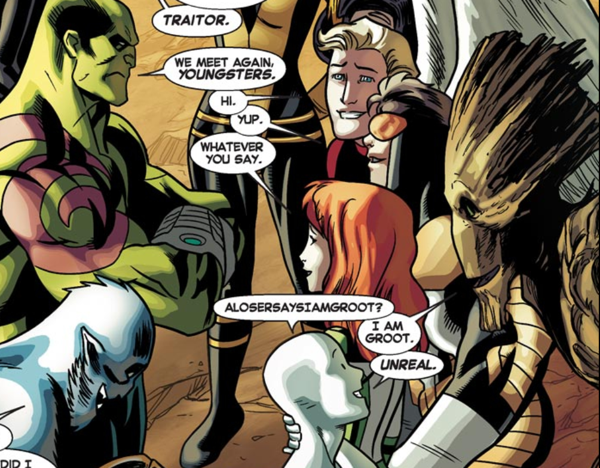 TRAITOR.
WE MEET AGAIN,
YOUNGSTERS.
HI.
YUP.
WHATEVER
YOU SAY.
ALOSERSAYSIAMGROOT?
I AM
GROOT.
UNREAL.
DID I